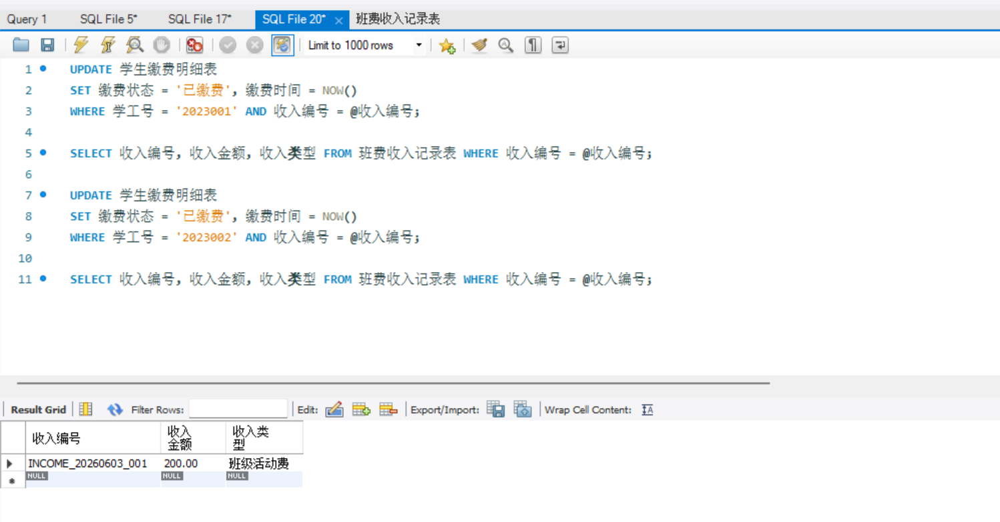 Query 1 SQL File 5* SQL File 17* SQL File 20* × 班费收入记录表
Limit to 1000 rows
1 UPDATE 学生缴费明细表
2 SET 缴费状态 = '已缴费', 缴费时间 = NOW()
3 WHERE 学工号 = '2023001' AND 收入编号 = @收入编号;
4
5 SELECT 收入编号, 收入金额, 收入类型 FROM 班费收入记录表 WHERE 收入编号 = @收入编号;
6
7 UPDATE 学生缴费明细表
8 SET 缴费状态 = '已缴费', 缴费时间 = NOW()
9 WHERE 学工号 = '2023002' AND 收入编号 = @收入编号;
10
11 SELECT 收入编号, 收入金额, 收入类型 FROM 班费收入记录表 WHERE 收入编号 = @收入编号;
Result Grid Filter Rows: Edit: Export/Import: Wrap Cell Content:
收入编号 收入金额 收入类型
INCOME_20260603_001 200.00 班级活动费
NULL NULL NULL